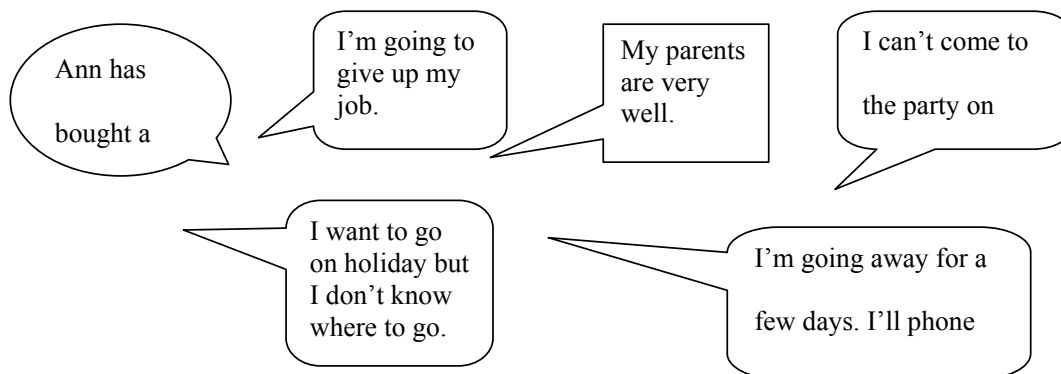 Ann has
bought a
I’m going to
give up my
job.
My parents
are very
well.
I can’t come to
the party on
I want to go
on holiday but
I don’t know
where to go.
I’m going away for a
few days. I’ll phone